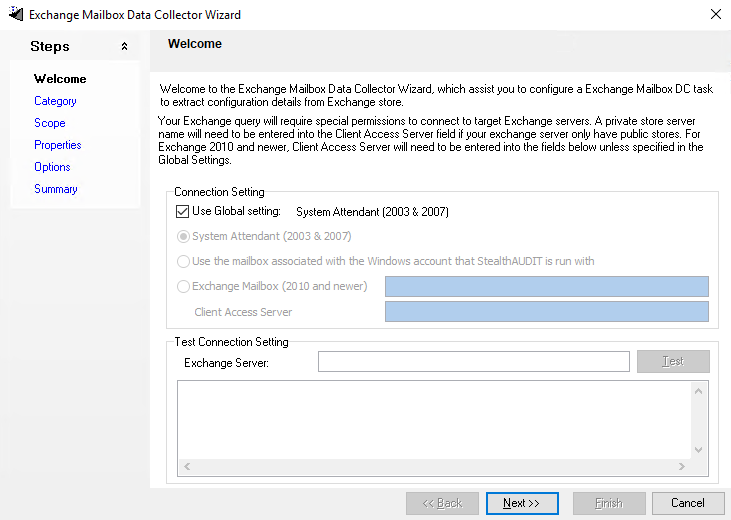 Exchange Mailbox Data Collector Wizard
Steps
Welcome
Category
Scope
Properties
Options
Summary
Welcome
Welcome to the Exchange Mailbox Data Collector Wizard, which assist you to configure a Exchange Mailbox DC task
to extract configuration details from Exchange store.
Your Exchange query will require special permissions to connect to target Exchange servers. A private store server
name will need to be entered into the Client Access Server field if your exchange server only have public stores. For
Exchange 2010 and newer, Client Access Server will need to be entered into the fields below unless specified in the
Global Settings.
Connection Setting
Use Global setting: System Attendant (2003 & 2007)
System Attendant (2003 & 2007)
Use the mailbox associated with the Windows account that StealthAUDIT is run with
Exchange Mailbox (2010 and newer)
Client Access Server
Test Connection Setting
Exchange Server: Test
<< Back Next >> Finish Cancel